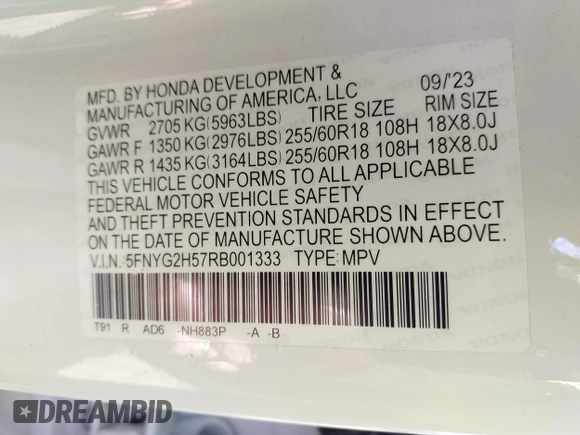 MFD. BY HONDA DEVELOPMENT &
MANUFACTURING OF AMERICA, LLC 09/'23
GVWR 2705 KG(5963LBS) TIRE SIZE RIM SIZE
GAWR F 1350 KG(2976LBS) 255/60R18 108H 18X8.0J
GAWR R 1435 KG(3164LBS) 255/60R18 108H 18X8.0J
THIS VEHICLE CONFORMS TO ALL APPLICABLE
FEDERAL MOTOR VEHICLE SAFETY
AND THEFT PREVENTION STANDARDS IN EFFECT
ON THE DATE OF MANUFACTURE SHOWN ABOVE.
V.I.N.:5FNYG2H57RB001333 TYPE:MPV
T91 R AD6 -NH883P -A -B
DREAMBID